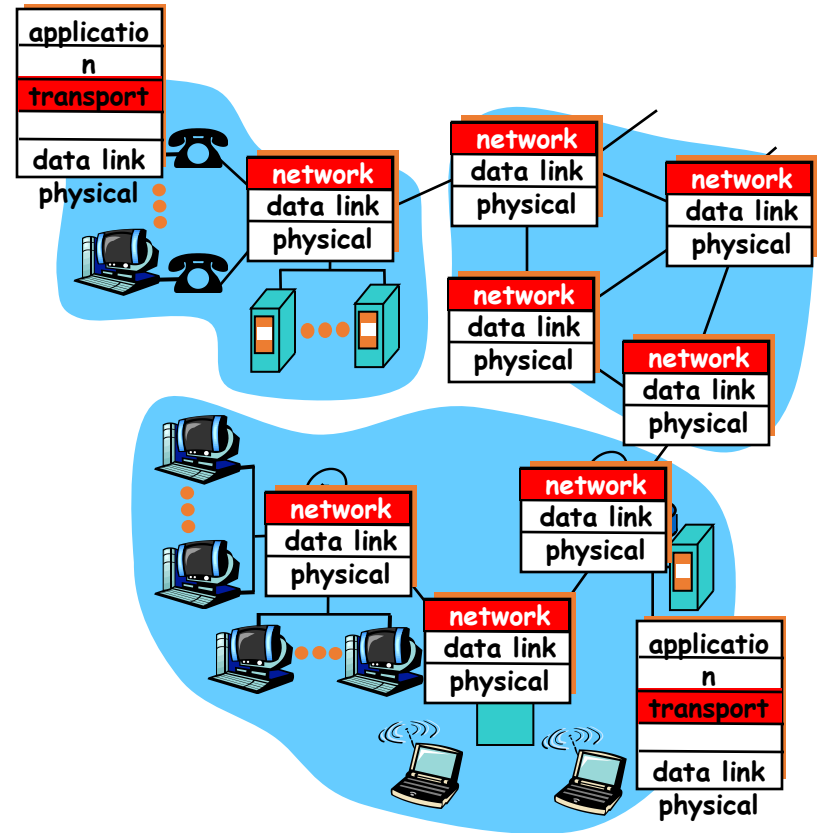 applicatio
n
transport
data link
physical
network
data link
physical
network
data link
physical
network
data link
physical
network
data link
physical
network
data link
physical
network
data link
physical
network
data link
physical
network
data link
physical
applicatio
n
transport
data link
physical